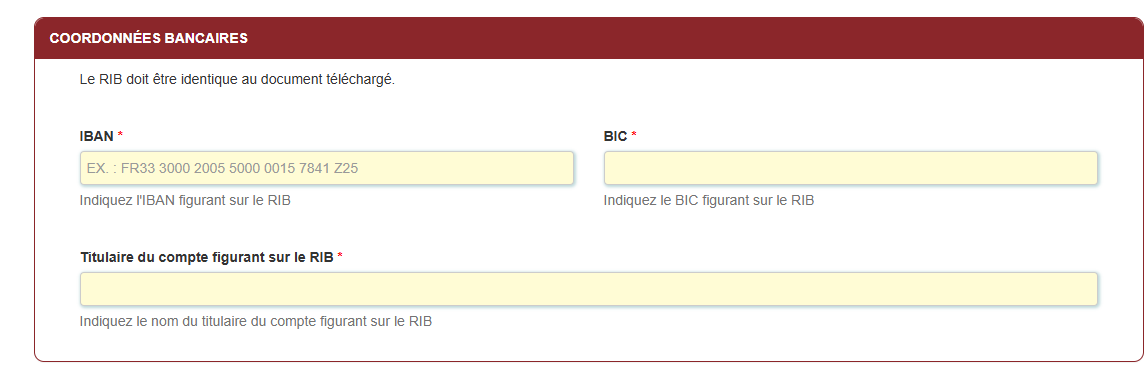 COORDONNÉES BANCAIRES
Le RIB doit être identique au document téléchargé.
IBAN *
BIC *
EX. : FR33 3000 2005 5000 0015 7841 Z25
Indiquez l'IBAN figurant sur le RIB
Indiquez le BIC figurant sur le RIB
Titulaire du compte figurant sur le RIB *
Indiquez le nom du titulaire du compte figurant sur le RIB